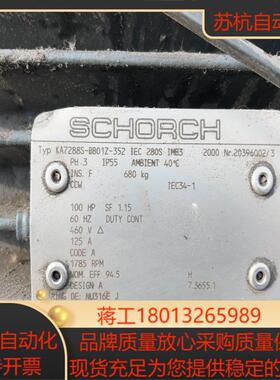 苏杭自动
SCHORCH
Typ KA7288S-BB01Z-352 IEC 280S IMB3 2000 Nr.20396002/3
PH.3 IP55 AMBIENT 40°C
INS. F 680 kg
CCW IEC34-1
100 HP SF 1.15
60 HZ DUTY CONT
460 V △
125 A
CODE A
1785 RPM
NOM. EFF 94.5 H
DESIGN A 7.3655.1
RING DE: NU316E J
自动化 蒋工18013265989
开票 品牌质量放心采购质量
现货充足为您提供